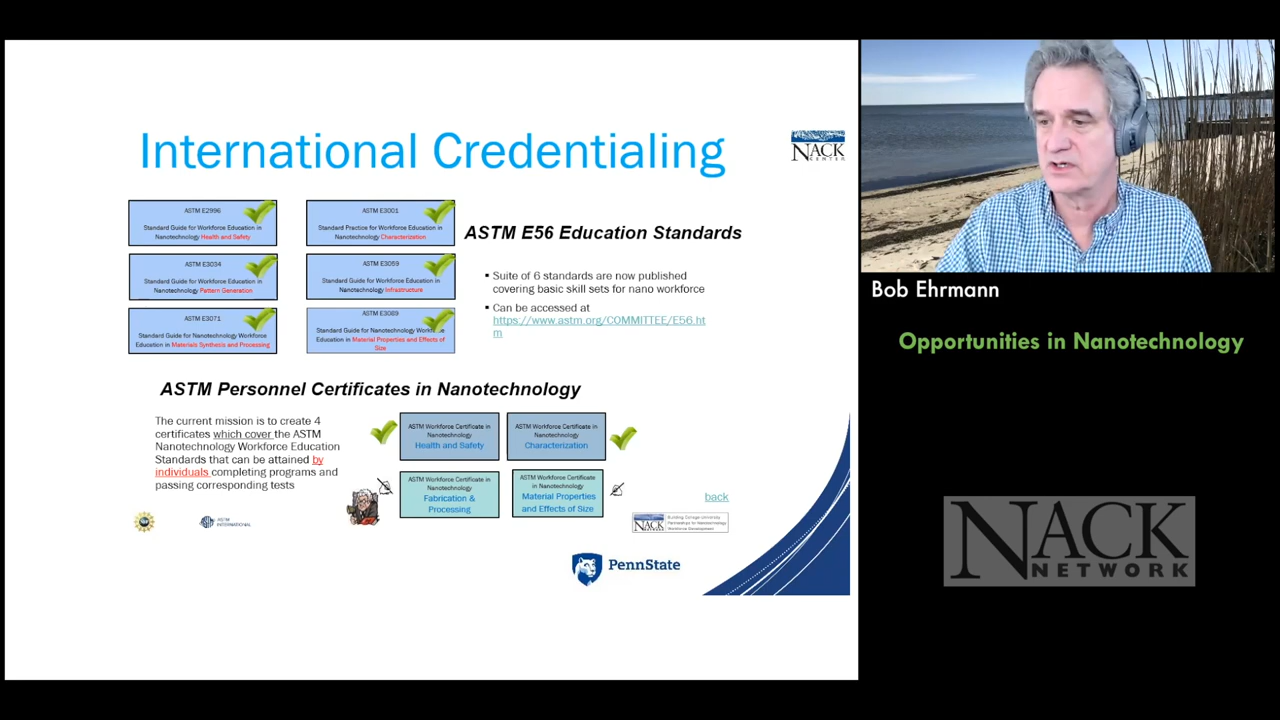 International Credentialing
NACK
CENTER
ASTM E2996
Standard Guide for Workforce Education in
Nanotechnology Health and Safety
ASTM E3001
Standard Practice for Workforce Education in
Nanotechnology Characterization
ASTM E3034
Standard Guide for Workforce Education in
Nanotechnology Pattern Generation
ASTM E3059
Standard Guide for Workforce Education in
Nanotechnology Infrastructure
ASTM E3071
Standard Guide for Nanotechnology Workforce
Education in Materials Synthesis and Processing
ASTM E3089
Standard Guide for Nanotechnology Workforce
Education in Material Properties and Effects of
Size
ASTM E56 Education Standards
▪ Suite of 6 standards are now published
covering basic skill sets for nano workforce
▪ Can be accessed at
https://www.astm.org/COMMITTEE/E56.ht
m
ASTM Personnel Certificates in Nanotechnology
The current mission is to create 4
certificates which cover the ASTM
Nanotechnology Workforce Education
Standards that can be attained by
individuals completing programs and
passing corresponding tests
ASTM Workforce Certificate in
Nanotechnology
Health and Safety
ASTM Workforce Certificate in
Nanotechnology
Characterization
ASTM Workforce Certificate in
Nanotechnology
Fabrication &
Processing
ASTM Workforce Certificate
in Nanotechnology
Material Properties
and Effects of Size
back
ASTM
INTERNATIONAL
NACK
Building College-University
Partnerships for Nanotechnology
Workforce Development
PennState
Bob Ehrmann
Opportunities in Nanotechnology
NACK
NETWORK